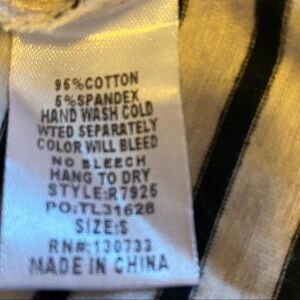 95%COTTON
5%SPANDEX
HAND WASH COLD
WTED SEPARATELY
COLOR WILL BLEED
NO BLEECH
HANG TO DRY
STYLE:R7925
PO:TL31628
SIZE:S
RN#:130733
MADE IN CHINA